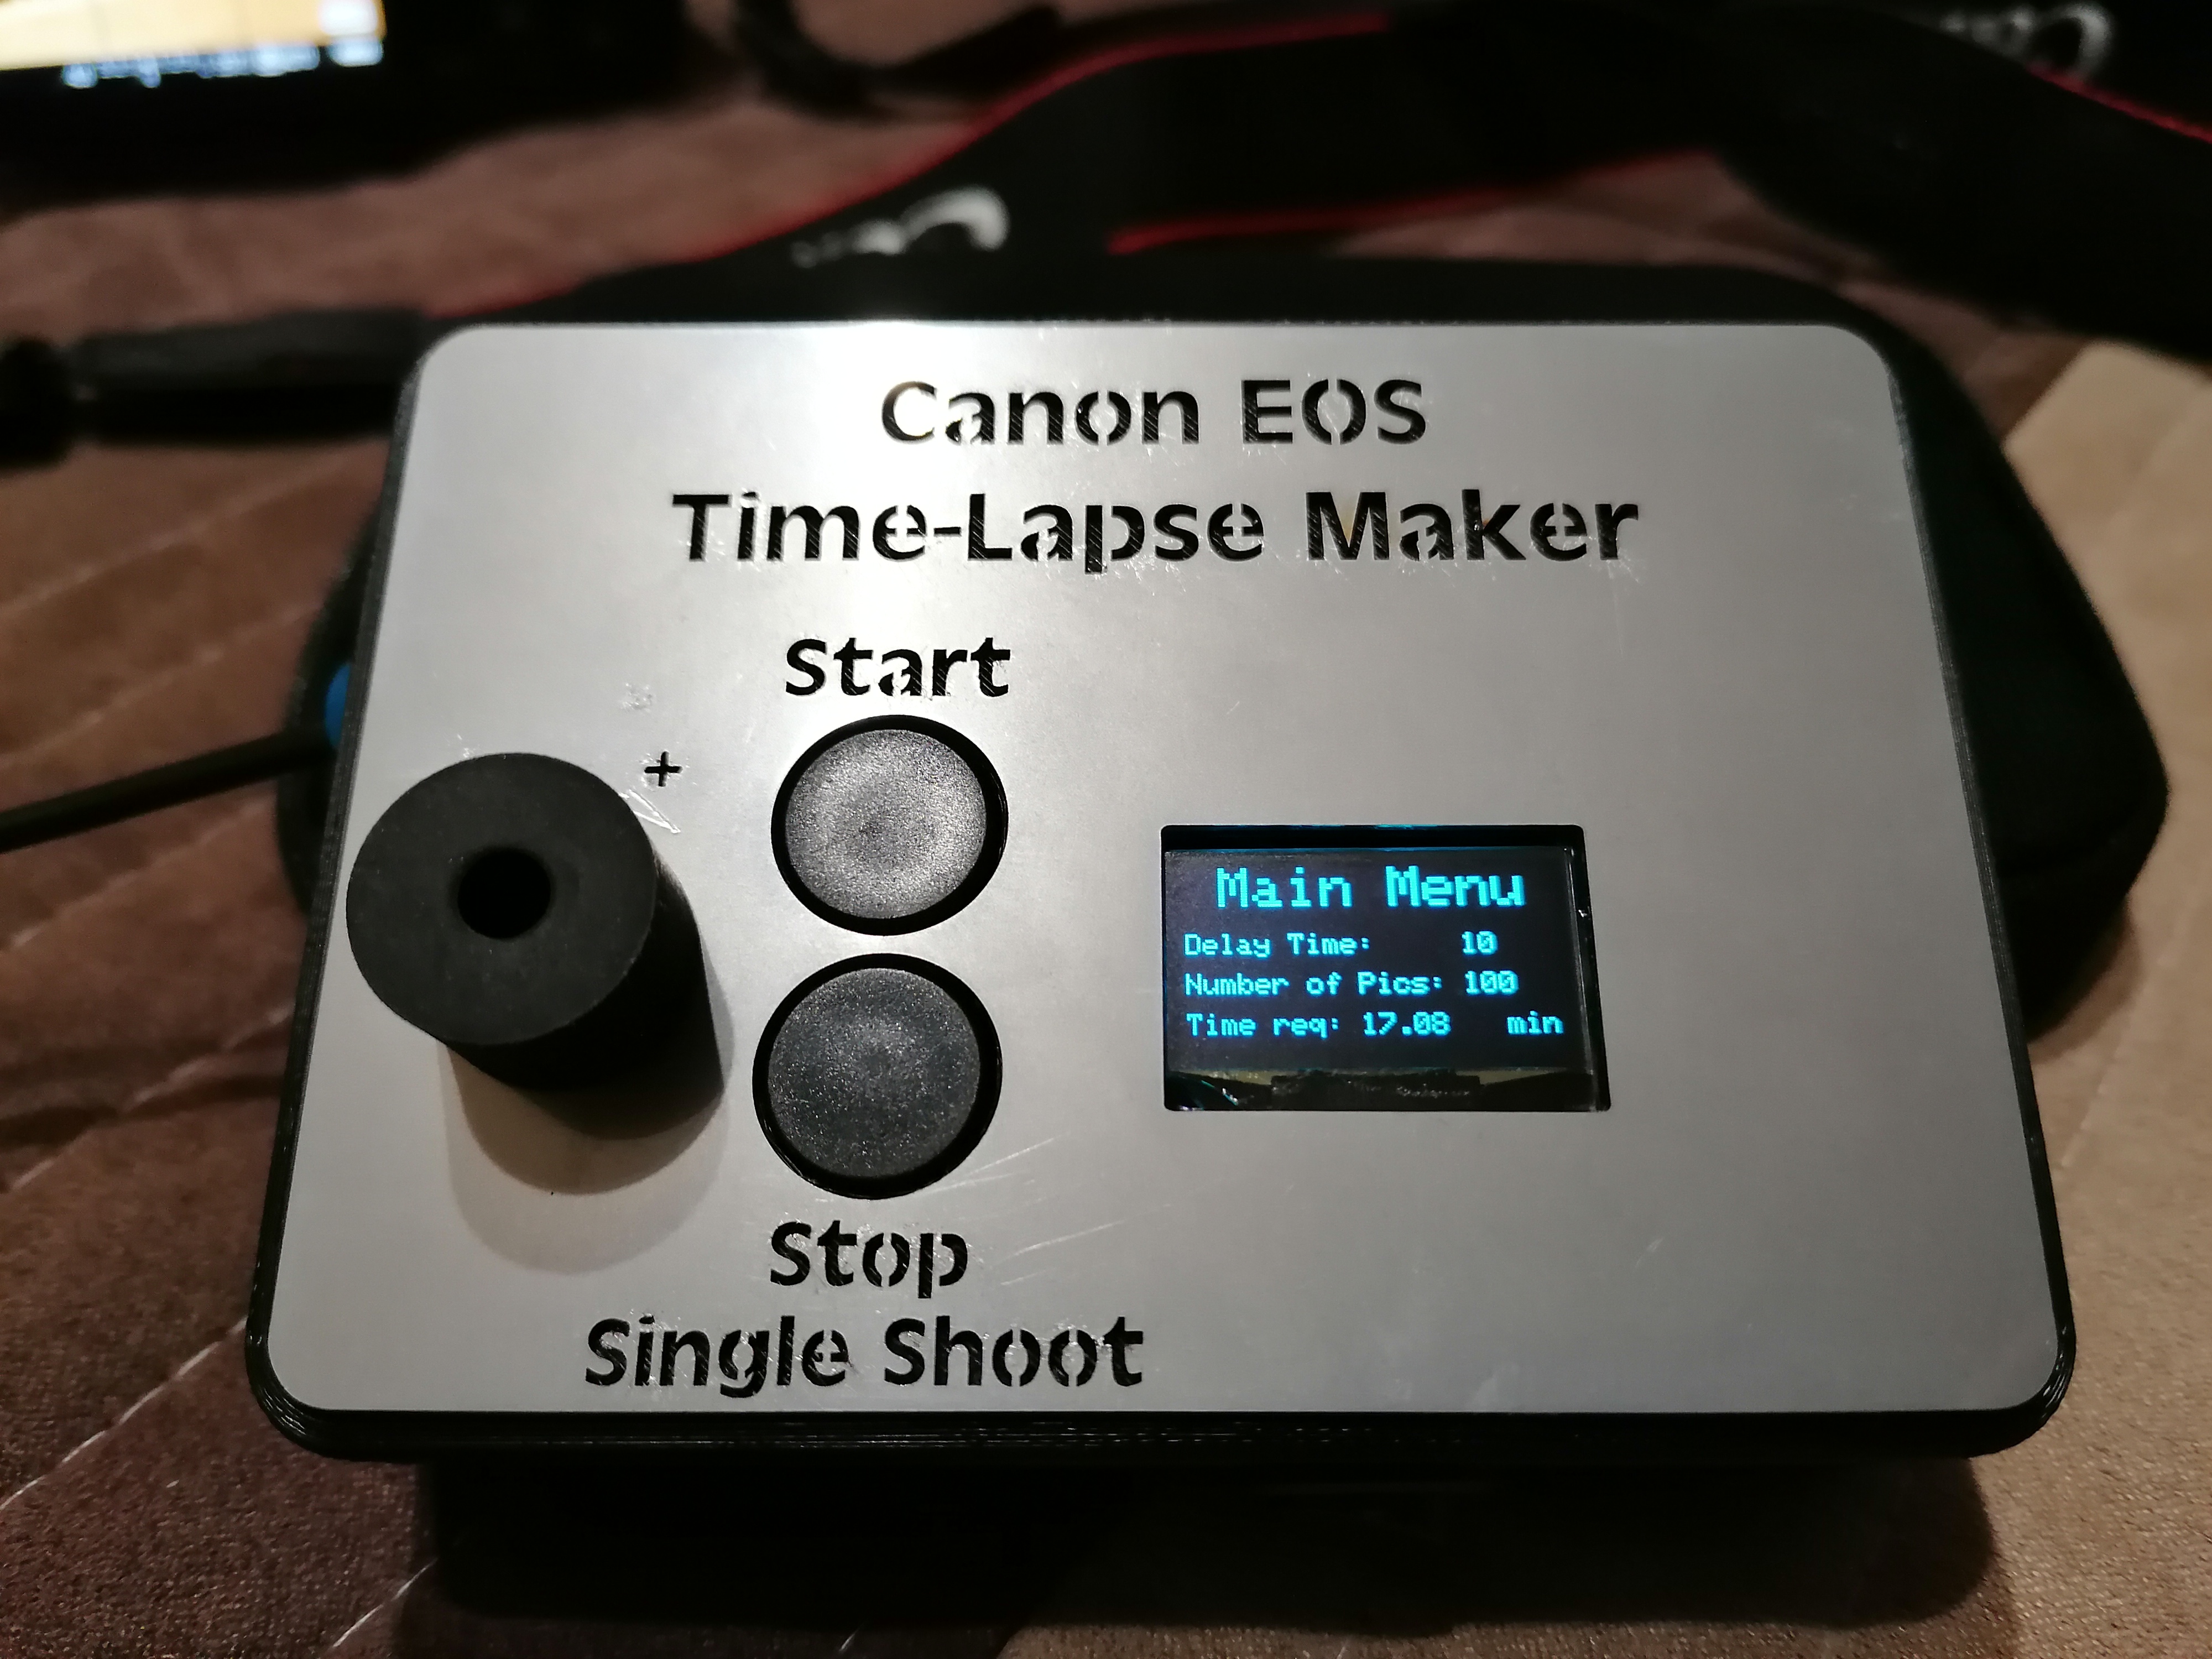 Canon EOS
Time-Lapse Maker
Start
+
Main Menu
Delay Time: 10
Number of Pics: 100
Time req: 17.08 min
Stop
Single Shoot